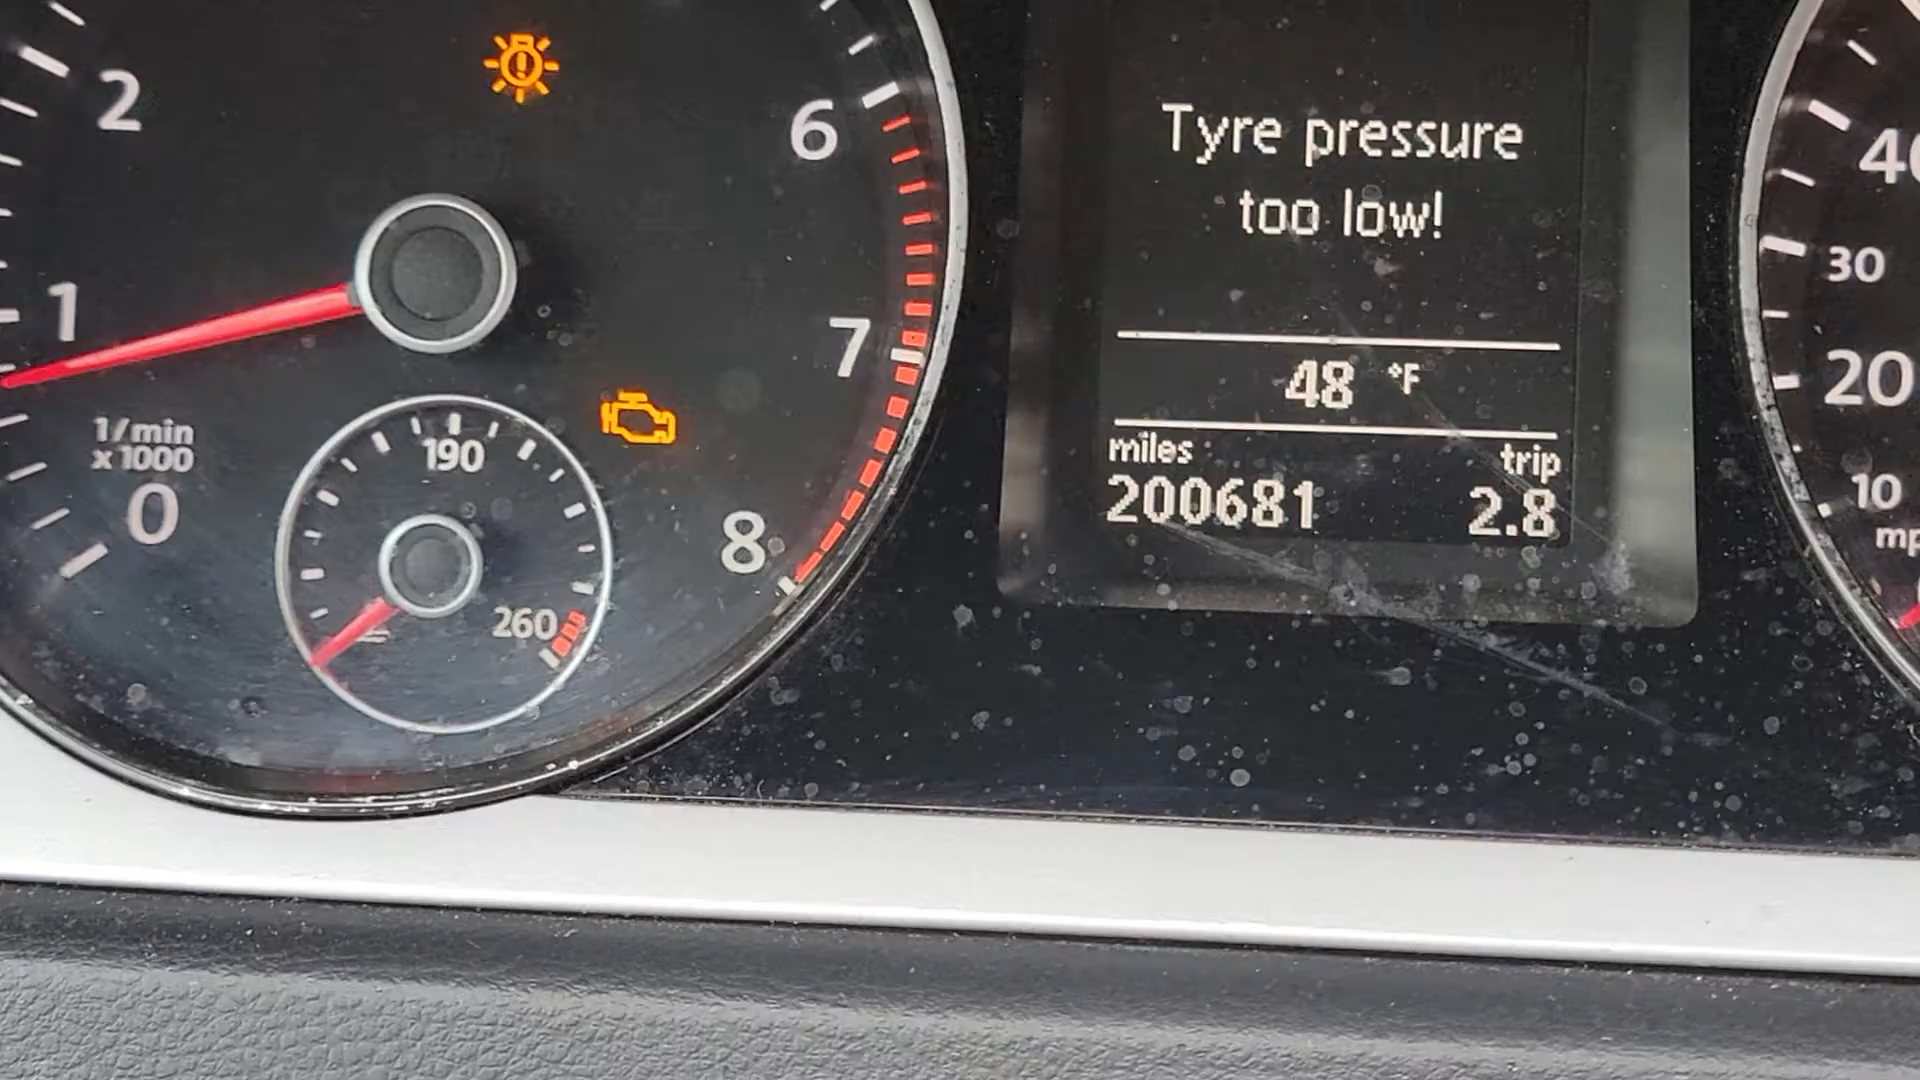 2
1
1/min
x1000
0
6
7
8
190
260
Tyre pressure
too low!
48 °F
miles trip
200681 2.8
30
20
10